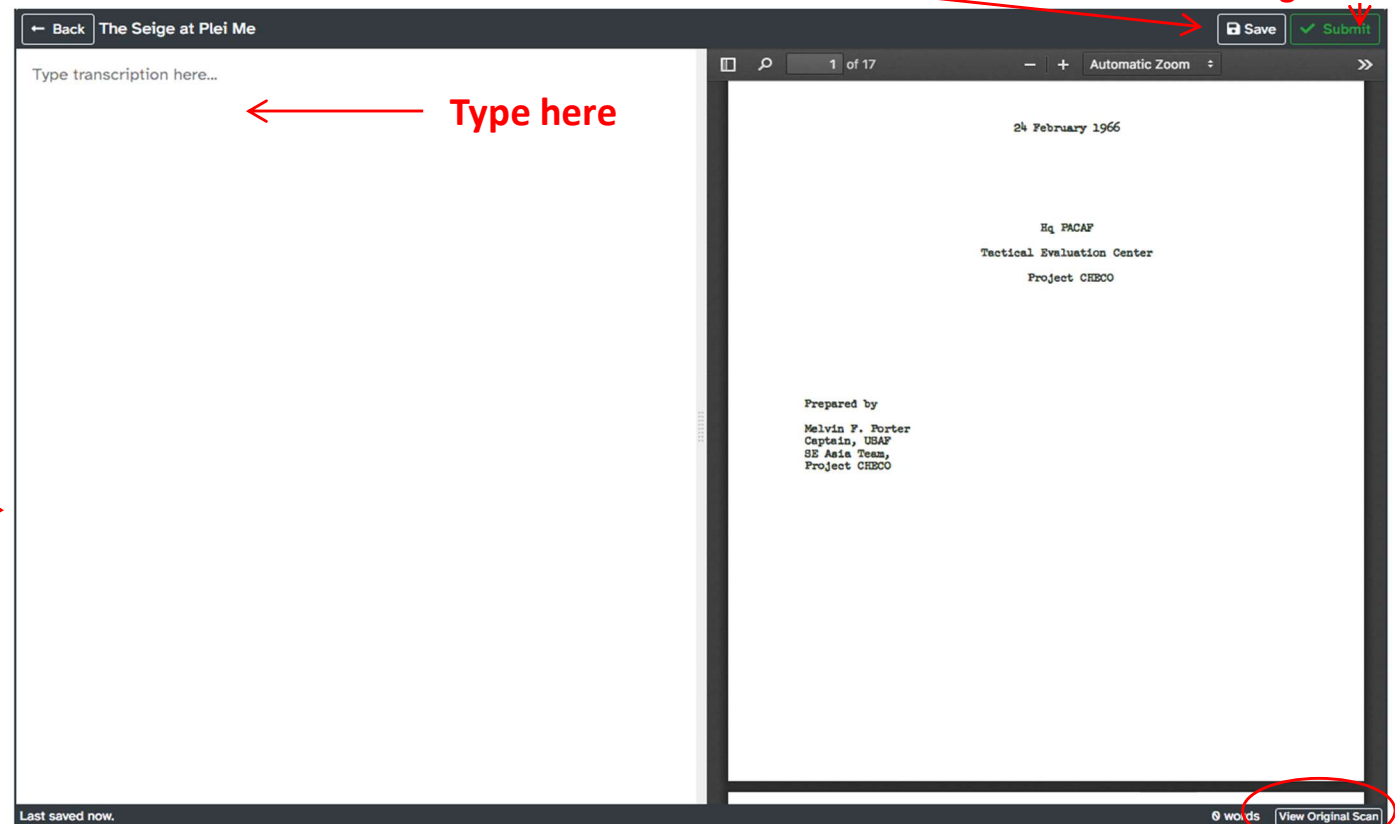 ← Back The Seige at Plei Me
Save ✓ Submit
Type transcription here...
Type here
1 of 17 − + Automatic Zoom
24 February 1966
Hq PACAF
Tactical Evaluation Center
Project CHECO
Prepared by
Melvin F. Porter
Captain, USAF
SE Asia Team,
Project CHECO
Last saved now.
0 words View Original Scan